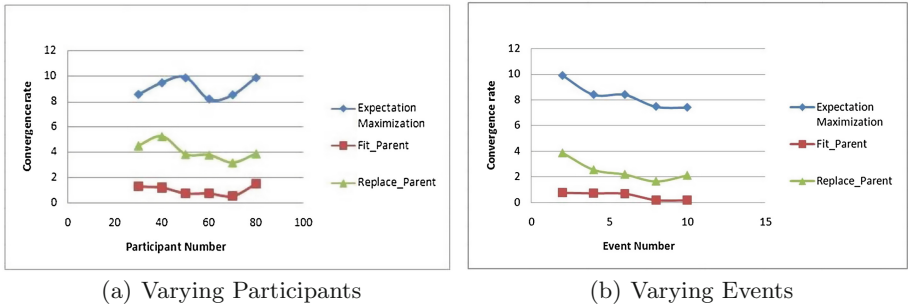 12
10
8
6
4
2
0
0 20 40 60 80 100
Convergence rate
Participant Number
Expectation
Maximization
Fit_Parent
Replace_Parent
(a) Varying Participants
12
10
8
6
4
2
0
0 5 10 15
Convergence rate
Event Number
Expectation
Maximization
Fit_Parent
Replace_Parent
(b) Varying Events